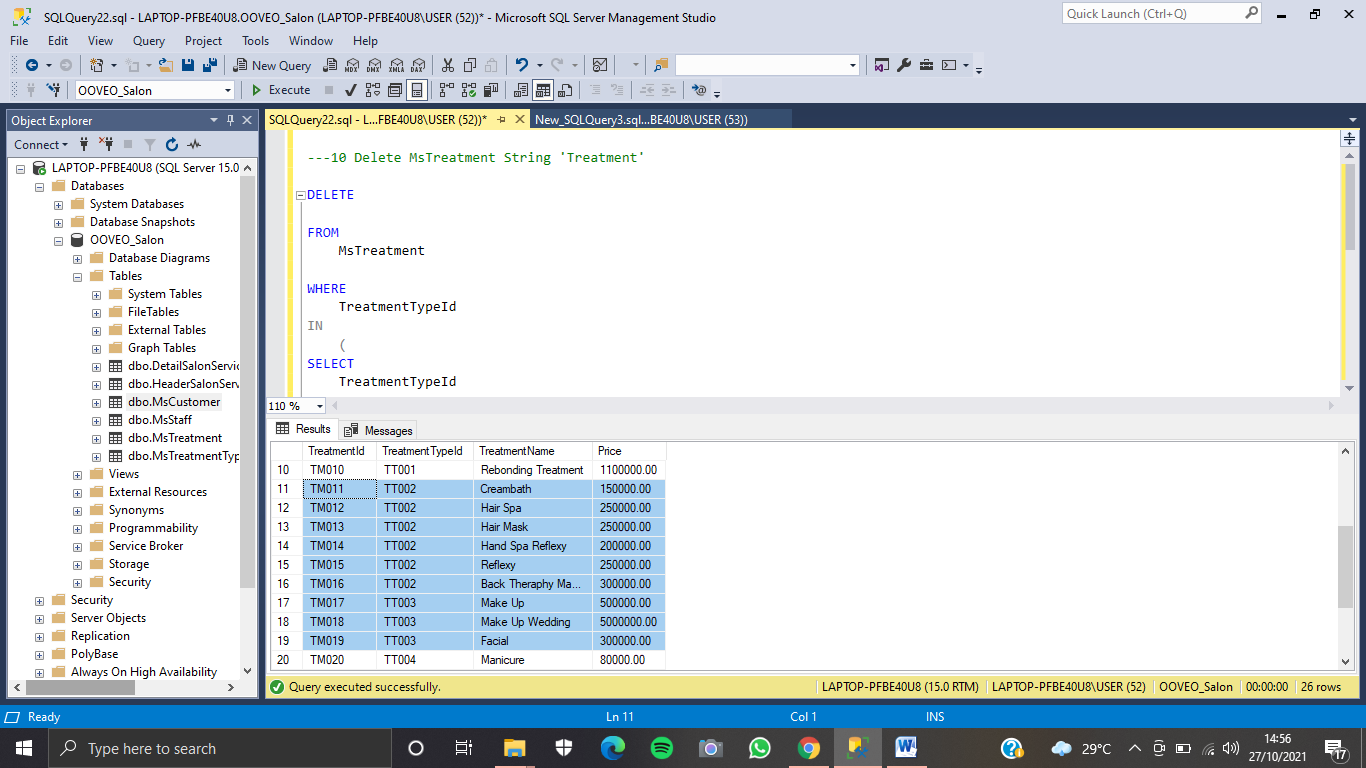 SQLQuery22.sql - LAPTOP-PFBE40U8.OOVEO_Salon (LAPTOP-PFBE40U8\USER (52))* - Microsoft SQL Server Management Studio
Quick Launch (Ctrl+Q)
File Edit View Query Project Tools Window Help
New Query MDX DMX XMLA DAX
OOVEO_Salon Execute
Object Explorer
SQLQuery22.sql - L...FBE40U8\USER (52))* New_SQLQuery3.sql...BE40U8\USER (53))
Connect
LAPTOP-PFBE40U8 (SQL Server 15.0
Databases
System Databases
Database Snapshots
OOVEO_Salon
Database Diagrams
Tables
System Tables
FileTables
External Tables
Graph Tables
dbo.DetailSalonServic
dbo.HeaderSalonServ
dbo.MsCustomer
dbo.MsStaff
dbo.MsTreatment
dbo.MsTreatmentTyp
Views
External Resources
Synonyms
Programmability
Service Broker
Storage
Security
Security
Server Objects
Replication
PolyBase
Always On High Availability
---10 Delete MsTreatment String 'Treatment'
DELETE
FROM
MsTreatment
WHERE
TreatmentTypeId
IN
(
SELECT
TreatmentTypeId
110 %
Results Messages
TreatmentId TreatmentTypeId TreatmentName Price
10 TM010 TT001 Rebonding Treatment 1100000.00
11 TM011 TT002 Creambath 150000.00
12 TM012 TT002 Hair Spa 250000.00
13 TM013 TT002 Hair Mask 250000.00
14 TM014 TT002 Hand Spa Reflexy 200000.00
15 TM015 TT002 Reflexy 250000.00
16 TM016 TT002 Back Theraphy Ma... 300000.00
17 TM017 TT003 Make Up 500000.00
18 TM018 TT003 Make Up Wedding 5000000.00
19 TM019 TT003 Facial 300000.00
20 TM020 TT004 Manicure 80000.00
Query executed successfully. LAPTOP-PFBE40U8 (15.0 RTM) LAPTOP-PFBE40U8\USER (52) OOVEO_Salon 00:00:00 26 rows
Ready Ln 11 Col 1 INS
Type here to search
29°C
14:56
27/10/2021
17